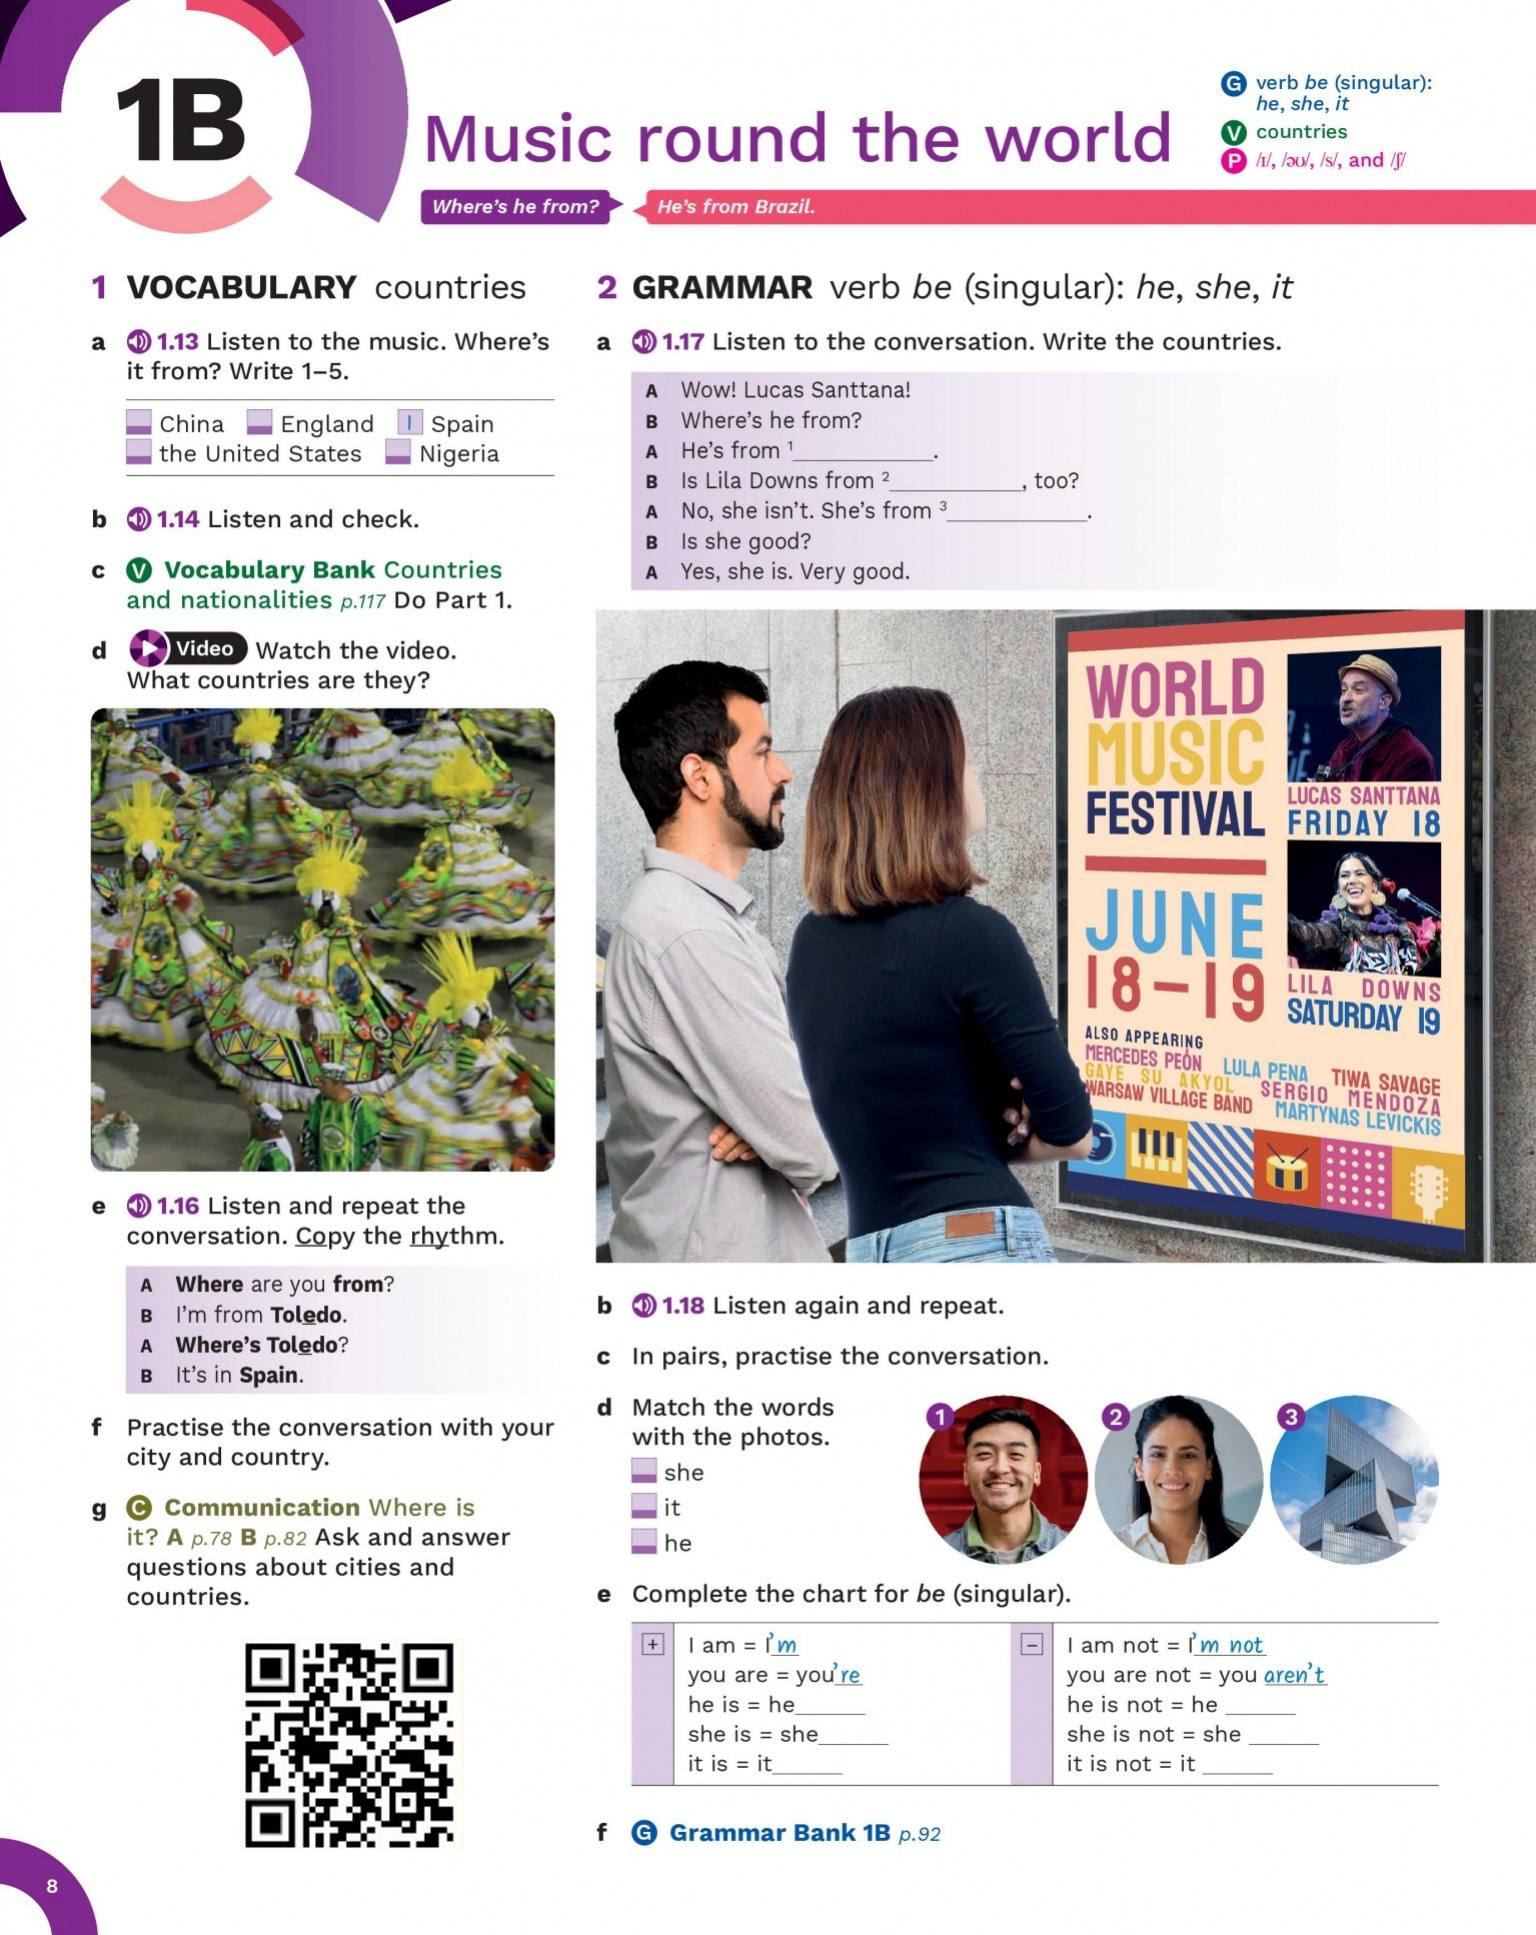 1B
Music round the world
G verb be (singular):
he, she, it
V countries
P /ɪ/, /əʊ/, /s/, and /ʃ/
Where's he from?
He's from Brazil.
1 VOCABULARY countries
a 1.13 Listen to the music. Where's
it from? Write 1–5.
China England 1 Spain
the United States Nigeria
b 1.14 Listen and check.
c V Vocabulary Bank Countries
and nationalities p.117 Do Part 1.
d Video Watch the video.
What countries are they?
e 1.16 Listen and repeat the
conversation. Copy the rhythm.
A Where are you from?
B I'm from Toledo.
A Where's Toledo?
B It's in Spain.
f Practise the conversation with your
city and country.
g C Communication Where is
it? A p.78 B p.82 Ask and answer
questions about cities and
countries.
2 GRAMMAR verb be (singular): he, she, it
a 1.17 Listen to the conversation. Write the countries.
A Wow! Lucas Santtana!
B Where's he from?
A He's from 1____________.
B Is Lila Downs from 2____________, too?
A No, she isn't. She's from 3____________.
B Is she good?
A Yes, she is. Very good.
WORLD
MUSIC
FESTIVAL
JUNE
18–19
LUCAS SANTTANA
FRIDAY 18
LILA DOWNS
SATURDAY 19
ALSO APPEARING
MERCEDES PEÓN LULA PENA TIWA SAVAGE
GAYE SU AKYOL SERGIO MENDOZA
WARSAW VILLAGE BAND MARTYNAS LEVICKIS
b 1.18 Listen again and repeat.
c In pairs, practise the conversation.
d Match the words
with the photos.
she
it
he
1 2 3
e Complete the chart for be (singular).
+ I am = I'm
you are = you're
he is = he______
she is = she______
it is = it______
– I am not = I'm not
you are not = you aren't
he is not = he ______
she is not = she ______
it is not = it ______
f G Grammar Bank 1B p.92
8